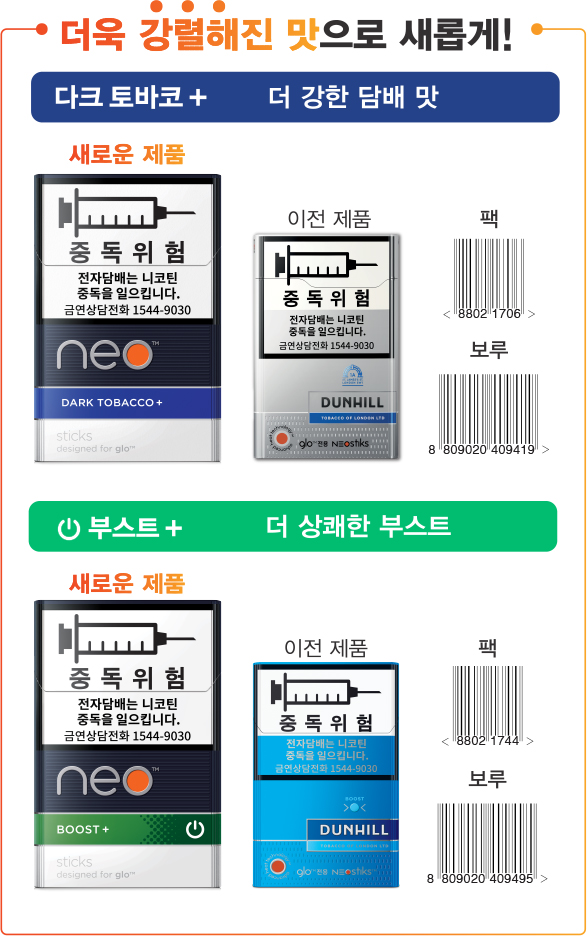 더욱 강렬해진 맛으로 새롭게!
다크 토바코+ 더 강한 담배 맛
새로운 제품
중독위험
전자담배는 니코틴
중독을 일으킵니다.
금연상담전화 1544-9030
neo™
DARK TOBACCO+
sticks
designed for glo™
이전 제품
중독위험
전자담배는 니코틴
중독을 일으킵니다.
금연상담전화 1544-9030
DUNHILL
TOBACCO OF LONDON LTD
glo™ 전용 NEOSTIKS
팩
< 8802 1706 >
보루
8 809020 409419 >
부스트+ 더 상쾌한 부스트
새로운 제품
중독위험
전자담배는 니코틴
중독을 일으킵니다.
금연상담전화 1544-9030
neo™
BOOST+
sticks
designed for glo™
이전 제품
중독위험
전자담배는 니코틴
중독을 일으킵니다.
금연상담전화 1544-9030
BOOST
DUNHILL
TOBACCO OF LONDON LTD
glo™ 전용 NEOSTIKS™
팩
< 8802 1744 >
보루
8 809020 409495 >